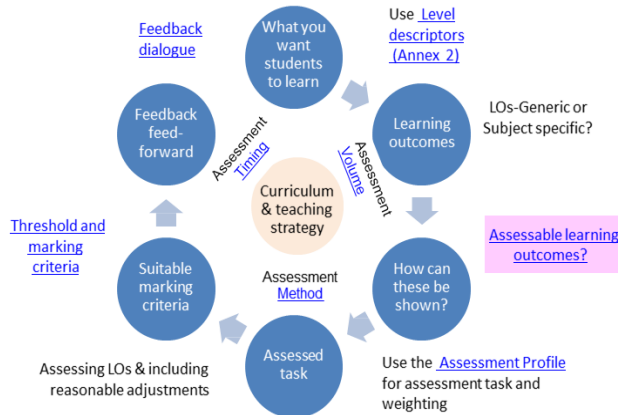 What you
want
students
to learn
Use Level
descriptors
(Annex 2)
Learning
outcomes
LOs-Generic or
Subject specific?
Assessment
Volume
Assessable learning
outcomes?
How can
these be
shown?
Use the Assessment Profile
for assessment task and
weighting
Assessed
task
Assessment
Method
Assessing LOs & including
reasonable adjustments
Suitable
marking
criteria
Threshold and
marking
criteria
Feedback
feed-
forward
Feedback
dialogue
Assessment
Timing
Curriculum
& teaching
strategy